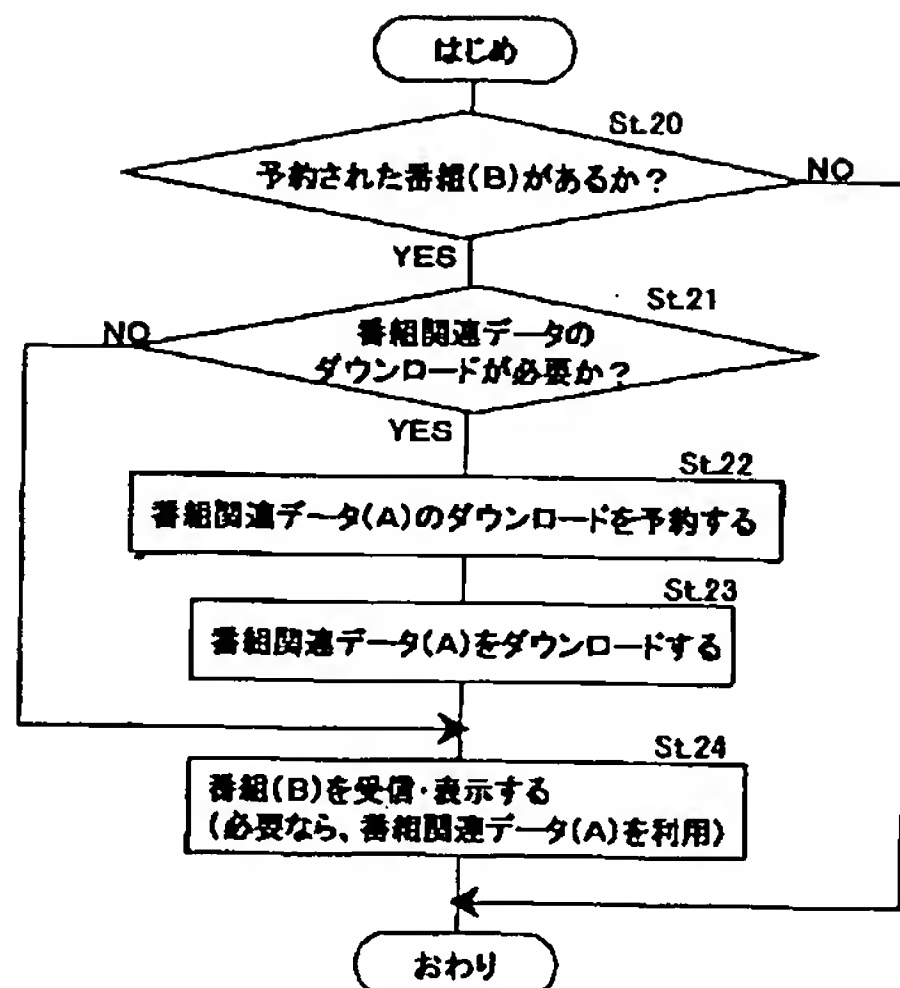 はじめ
St.20
予約された番組(B)があるか？
NO
YES
St.21
NO
番組関連データの
ダウンロードが必要か？
YES
St.22
番組関連データ(A)のダウンロードを予約する
St.23
番組関連データ(A)をダウンロードする
St.24
番組(B)を受信・表示する
(必要なら、番組関連データ(A)を利用)
おわり